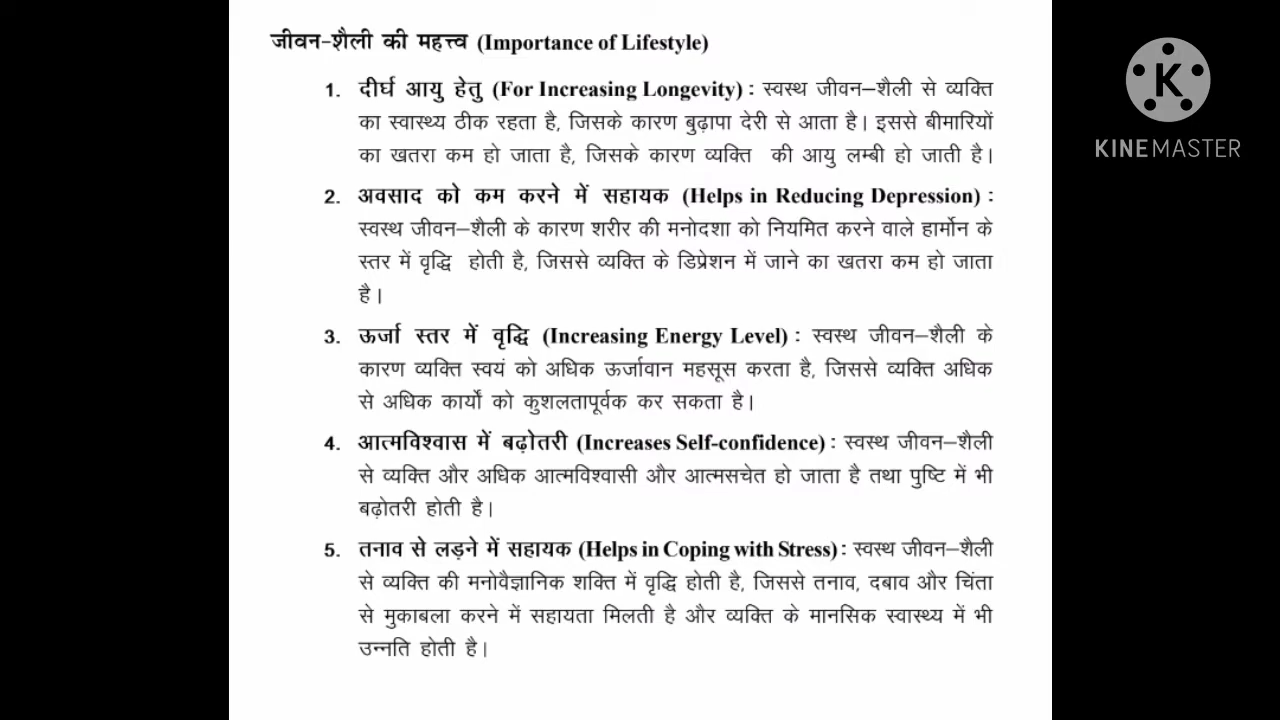 जीवन-शैली की महत्त्व (Importance of Lifestyle)
1. दीर्घ आयु हेतु (For Increasing Longevity) : स्वस्थ जीवन–शैली से व्यक्ति
का स्वास्थ्य ठीक रहता है, जिसके कारण बुढ़ापा देरी से आता है। इससे बीमारियों
का खतरा कम हो जाता है, जिसके कारण व्यक्ति की आयु लम्बी हो जाती है।
2. अवसाद को कम करने में सहायक (Helps in Reducing Depression) :
स्वस्थ जीवन–शैली के कारण शरीर की मनोदशा को नियमित करने वाले हार्मोन के
स्तर में वृद्धि होती है, जिससे व्यक्ति के डिप्रेशन में जाने का खतरा कम हो जाता
है।
3. ऊर्जा स्तर में वृद्धि (Increasing Energy Level) : स्वस्थ जीवन–शैली के
कारण व्यक्ति स्वयं को अधिक ऊर्जावान महसूस करता है, जिससे व्यक्ति अधिक
से अधिक कार्यों को कुशलतापूर्वक कर सकता है।
4. आत्मविश्वास में बढ़ोतरी (Increases Self-confidence) : स्वस्थ जीवन–शैली
से व्यक्ति और अधिक आत्मविश्वासी और आत्मसचेत हो जाता है तथा पुष्टि में भी
बढ़ोतरी होती है।
5. तनाव से लड़ने में सहायक (Helps in Coping with Stress) : स्वस्थ जीवन–शैली
से व्यक्ति की मनोवैज्ञानिक शक्ति में वृद्धि होती है, जिससे तनाव, दबाव और चिंता
से मुकाबला करने में सहायता मिलती है और व्यक्ति के मानसिक स्वास्थ्य में भी
उन्नति होती है।
K
KINEMASTER